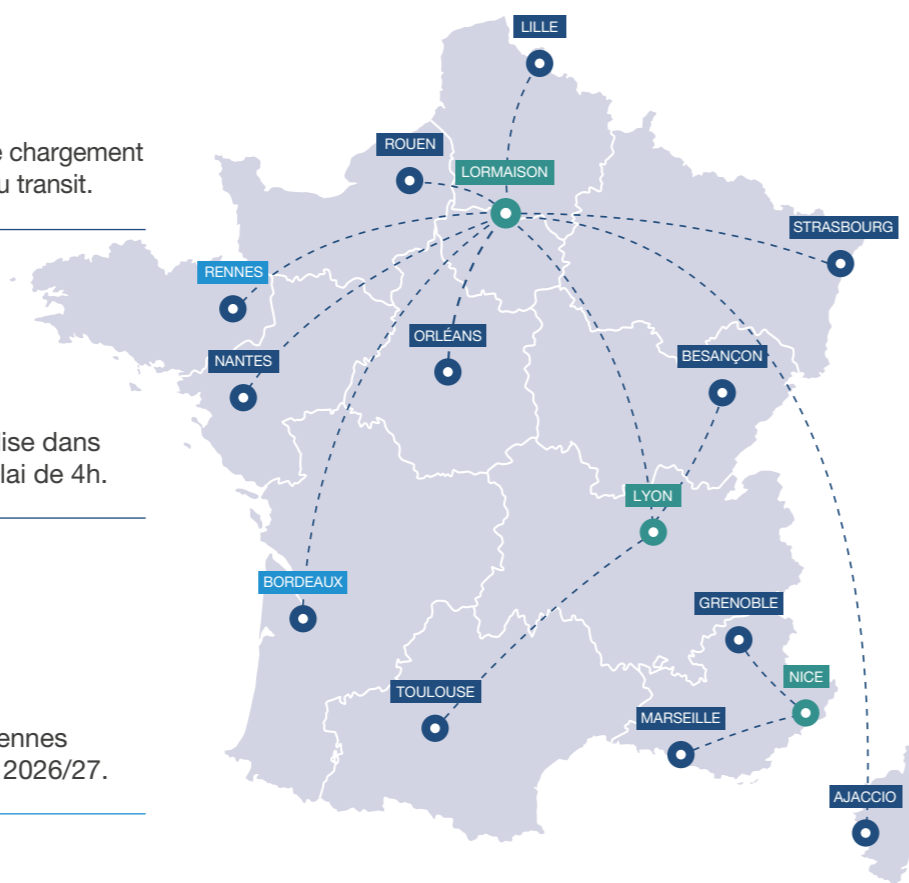 LILLE
ROUEN
chargement
LORMAISON
u transit.
STRASBOURG
RENNES
ORLÉANS
NANTES
BESANÇON
ise dans
lai de 4h.
LYON
BORDEAUX
GRENOBLE
NICE
TOULOUSE
MARSEILLE
ennes
2026/27.
AJACCIO